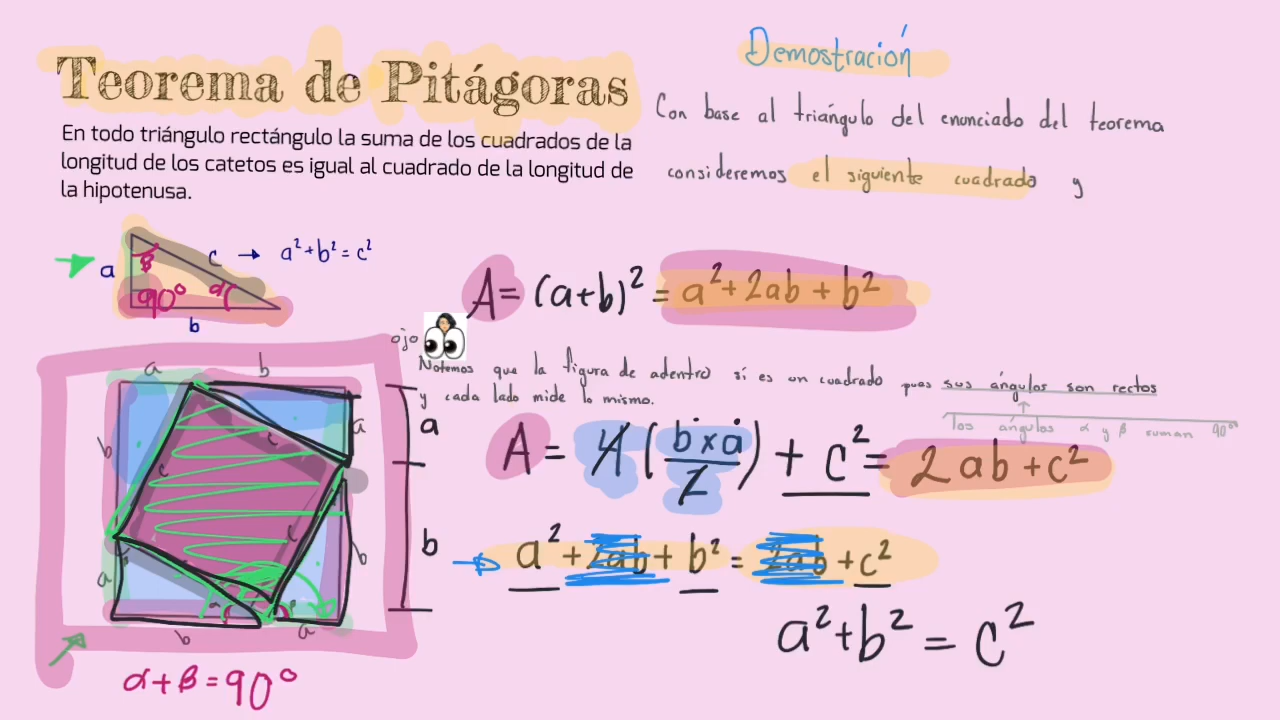 Teorema de Pitágoras
En todo triángulo rectángulo la suma de los cuadrados de la
longitud de los catetos es igual al cuadrado de la longitud de
la hipotenusa.
a
β
c → a²+b²=c²
90°
α
b
Demostración
Con base al triángulo del enunciado del teorema
consideremos el siguiente cuadrado y
A = (a+b)² = a²+2ab+b²
ojo
Notemos que la figura de adentro sí es un cuadrado pues sus ángulos son rectos
y cada lado mide lo mismo.
Los ángulos α y β suman 90°
A = 4(b×a/2) + c² = 2ab+c²
a²+2ab+b² = 2ab+c²
a²+b² = c²
a b
b c c a
a c c b
b a
a
b
α+β=90°